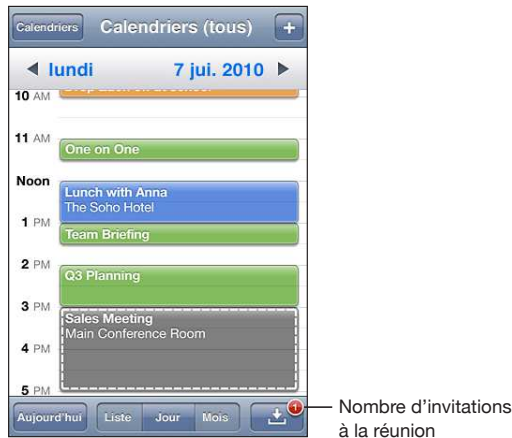 Calendriers Calendriers (tous) +
lundi 7 jui. 2010
10 AM
11 AM
One on One
Noon
Lunch with Anna
The Soho Hotel
1 PM
Team Briefing
2 PM
Q3 Planning
3 PM
Sales Meeting
Main Conference Room
4 PM
5 PM
Aujourd'hui Liste Jour Mois 1
Nombre d'invitations
à la réunion